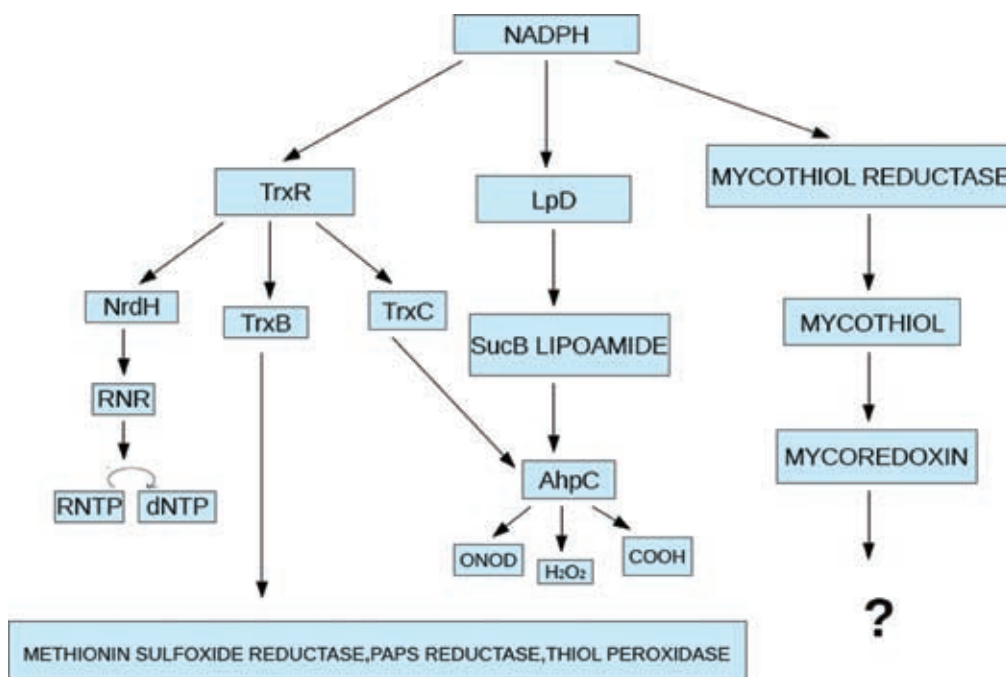 NADPH
TrxR
LpD
MYCOTHIOL REDUCTASE
NrdH
TrxB
TrxC
SucB LIPOAMIDE
MYCOTHIOL
RNR
MYCOREDOXIN
RNTP
dNTP
AhpC
ONOD
H₂O₂
COOH
?
METHIONIN SULFOXIDE REDUCTASE,PAPS REDUCTASE,THIOL PEROXIDASE